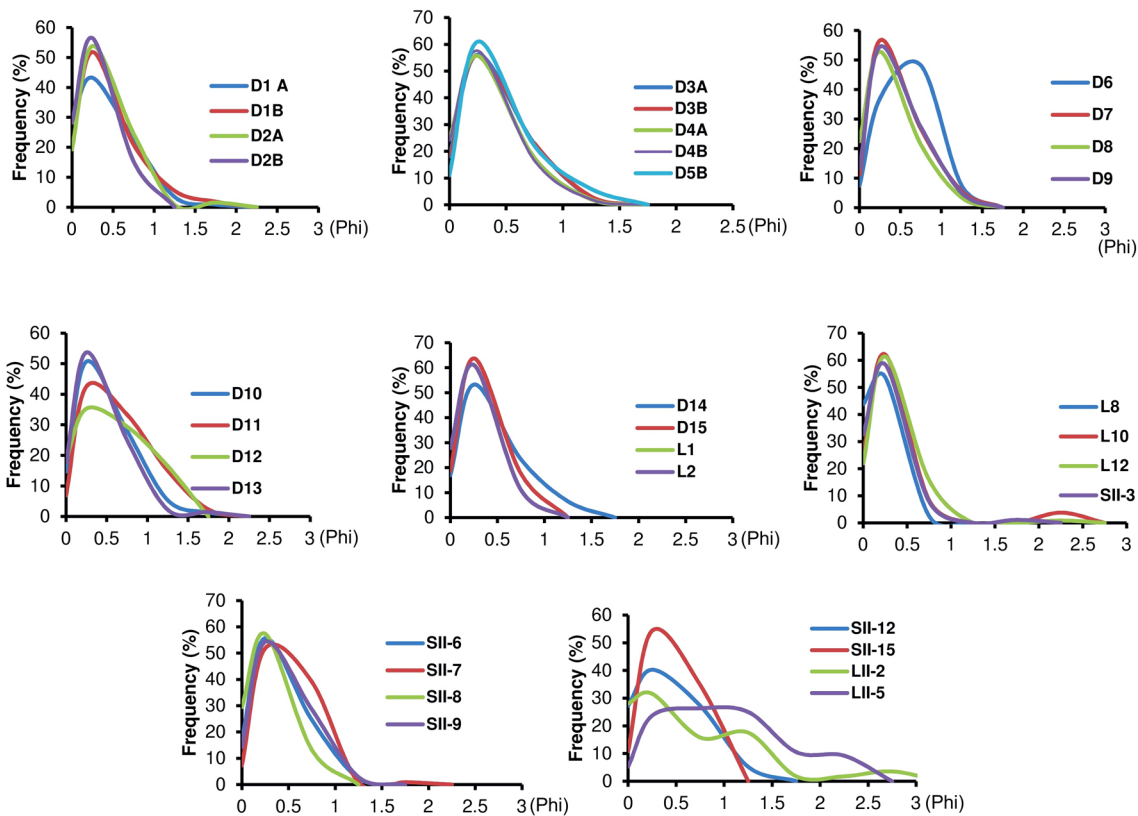 Frequency (%)
60
50
40
30
20
10
0
0 0.5 1 1.5 2 2.5 3 (Phi)
D1 A
D1B
D2A
D2B
Frequency (%)
70
60
50
40
30
20
10
0
0 0.5 1 1.5 2 2.5 (Phi)
D3A
D3B
D4A
D4B
D5B
Frequency (%)
60
50
40
30
20
10
0
0 0.5 1 1.5 2 2.5 3
(Phi)
D6
D7
D8
D9
Frequency (%)
60
50
40
30
20
10
0
0 0.5 1 1.5 2 2.5 3 (Phi)
D10
D11
D12
D13
Frequency (%)
70
60
50
40
30
20
10
0
0 0.5 1 1.5 2 2.5 3 (Phi)
D14
D15
L1
L2
Frequency (%)
70
60
50
40
30
20
10
0
0 0.5 1 1.5 2 2.5 3
L8
L10
L12
SII-3
Frequency (%)
70
60
50
40
30
20
10
0
0 0.5 1 1.5 2 2.5 3 (Phi)
SII-6
SII-7
SII-8
SII-9
Frequency (%)
60
50
40
30
20
10
0
0 0.5 1 1.5 2 2.5 3 (Phi)
SII-12
SII-15
LII-2
LII-5